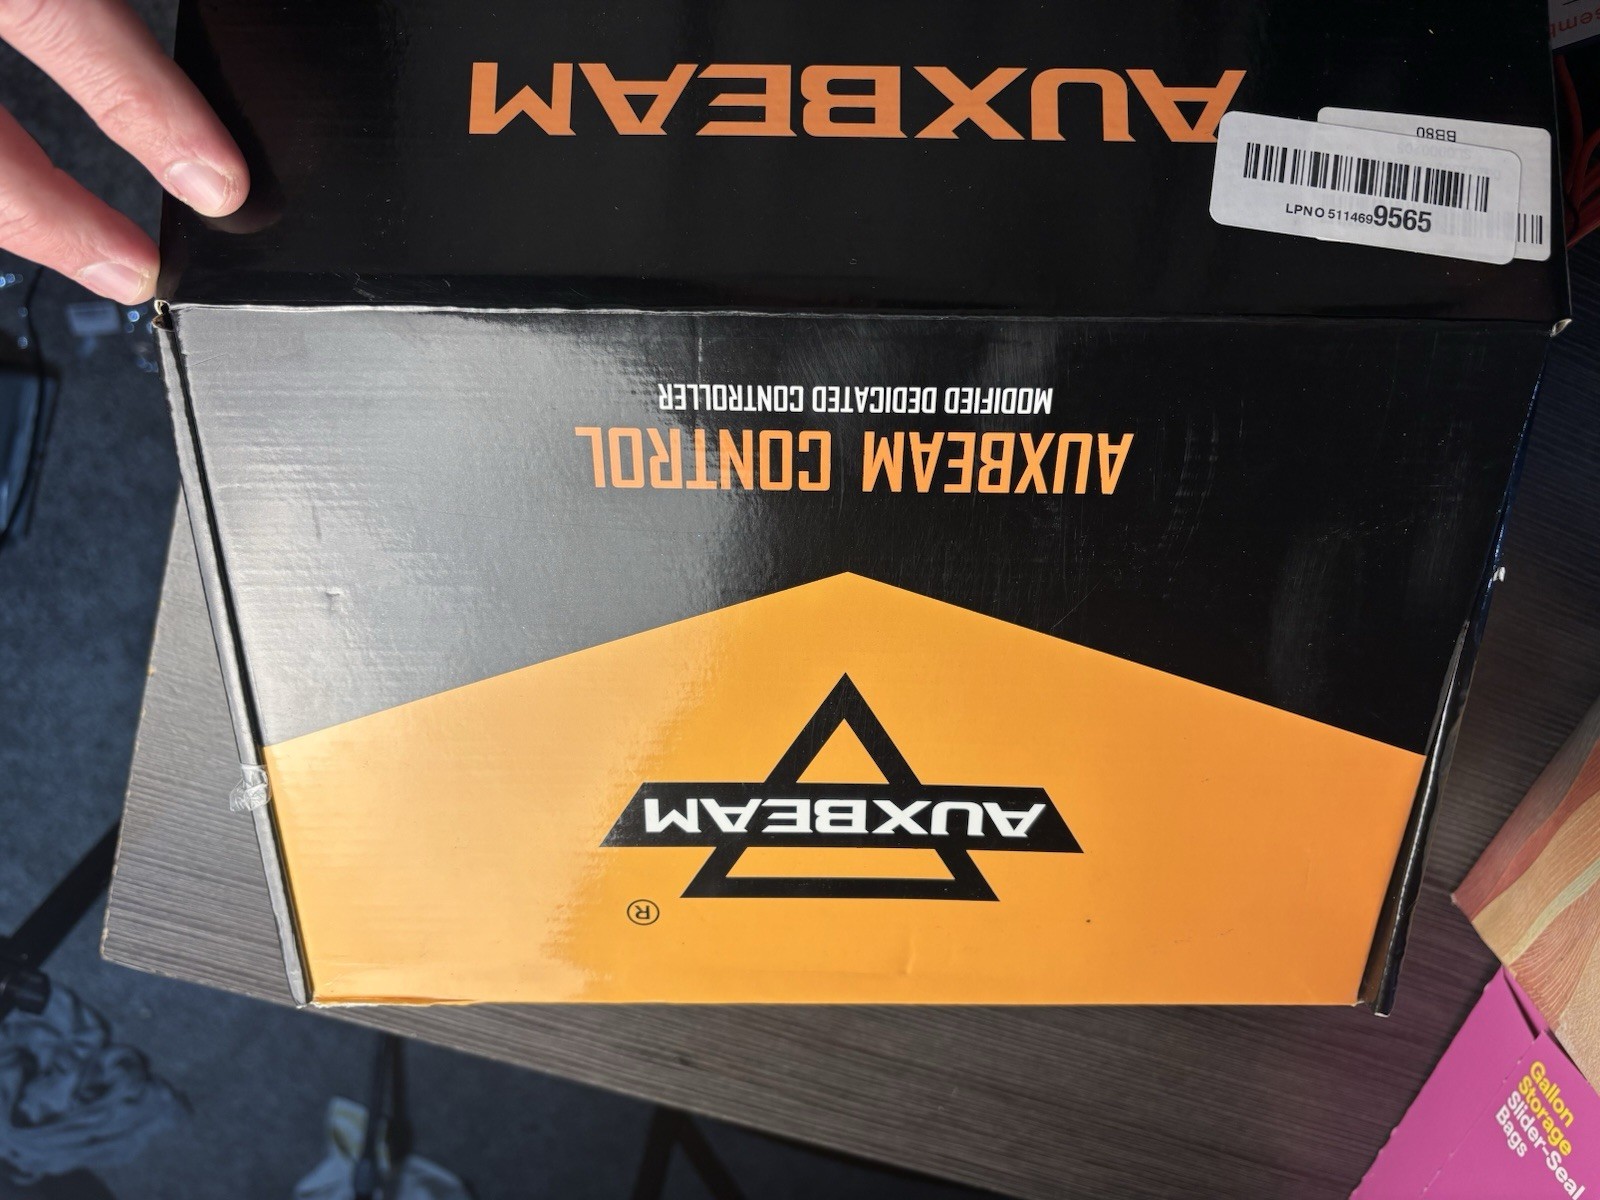 AUXBEAM
BB80
LPNO 5114699565
MODIFIED DEDICATED CONTROLLER
AUXBEAM CONTROL
AUXBEAM
®
Gallon
Storage
Slider-Seal
Bags